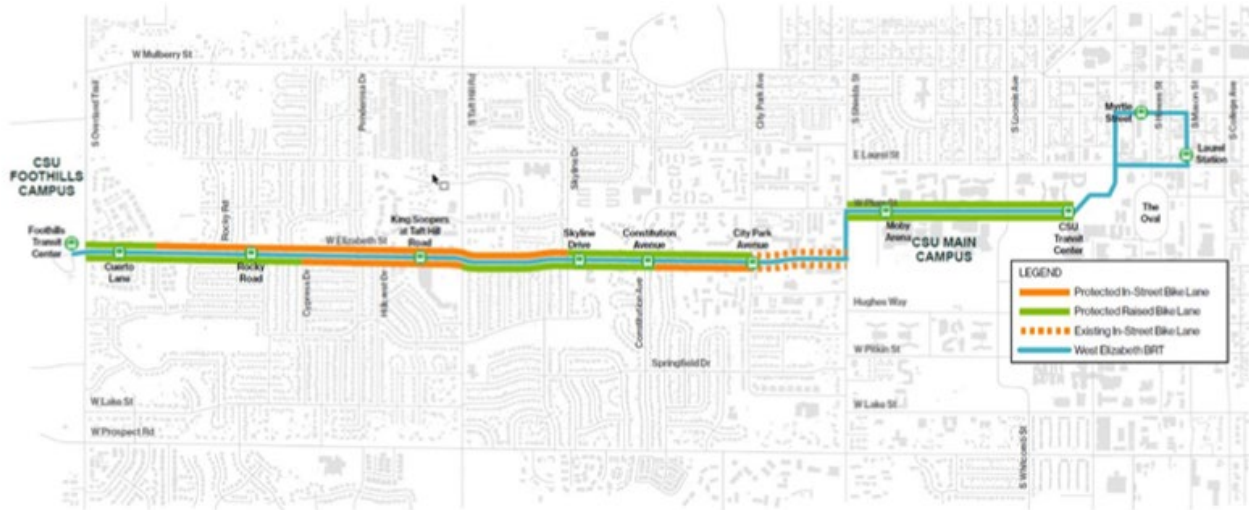 W Mulberry St
S Overland Trail
Ponderosa Dr
S Taft Hill Rd
City Park Ave
S Shields St
S Loomis Ave
S Howes St
S Mason St
S College Ave
Myrtle
Street
Laurel
Station
E Laurel St
CSU
FOOTHILLS
CAMPUS
Skyline Dr
Rocky Rd
W Plum St
The
Oval
Foothills
Transit
Center
King Soopers
at Taft Hill
Road
W Elizabeth St
Skyline
Drive
Constitution
Avenue
City Park
Avenue
Moby
Arena
CSU
Transit
Center
CSU MAIN
CAMPUS
Cuerto
Lane
Rocky
Road
Cypress Dr
Hillcrest Dr
Constitution Ave
Hughes Way
LEGEND
Protected In-Street Bike Lane
Protected Raised Bike Lane
Existing In-Street Bike Lane
West Elizabeth BRT
W Pitkin St
Springfield Dr
W Lake St
W Lake St
W Prospect Rd
S Whitcomb St